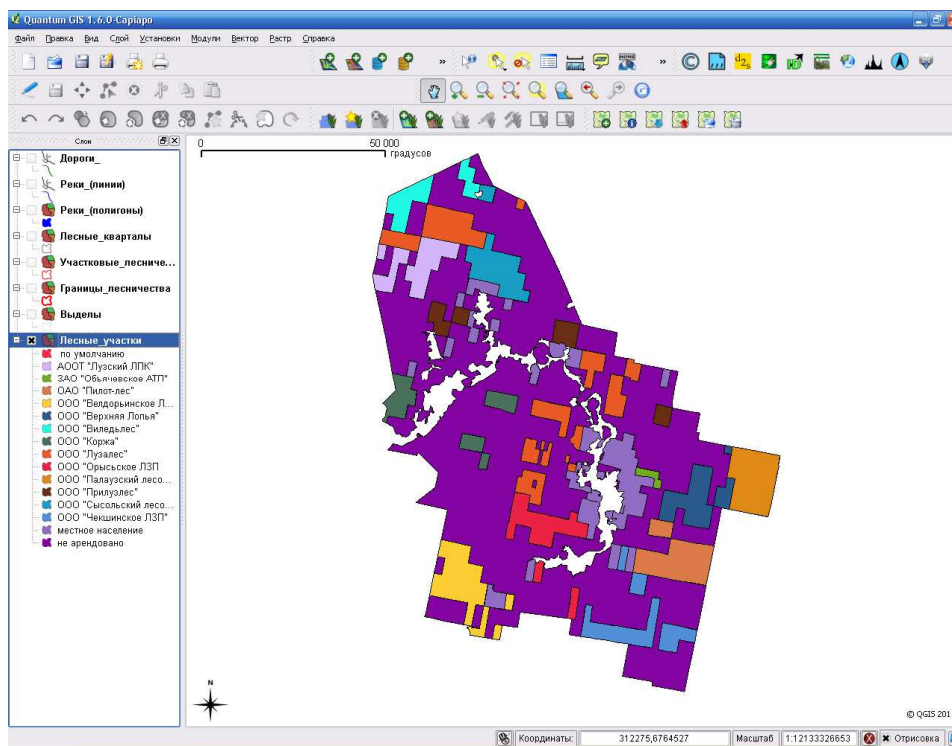 Quantum GIS 1.6.0-Capiapo
Файл Правка Вид Слой Установки Модули Вектор Растр Справка
Слои
Дороги_
Реки_(линии)
Реки_(полигоны)
Лесные_кварталы
Участковые_лесниче...
Границы_лесничества
Выделы
Лесные_участки
по умолчанию
АООТ "Лузский ЛПК"
ЗАО "Обьячевское АТП"
ОАО "Пилот-лес"
ООО "Велдорьинское Л...
ООО "Верхняя Лопья"
ООО "Виледьлес"
ООО "Коржа"
ООО "Лузалес"
ООО "Орысьское ЛЗП
ООО "Палаузский лесо...
ООО "Прилузлес"
ООО "Сысольский лесо...
ООО "Чекшинское ЛЗП"
местное население
не арендовано
0 50 000
градусов
N
© QGIS 201
Координаты: 312275,6764527 Масштаб 1:12133326653 Отрисовка